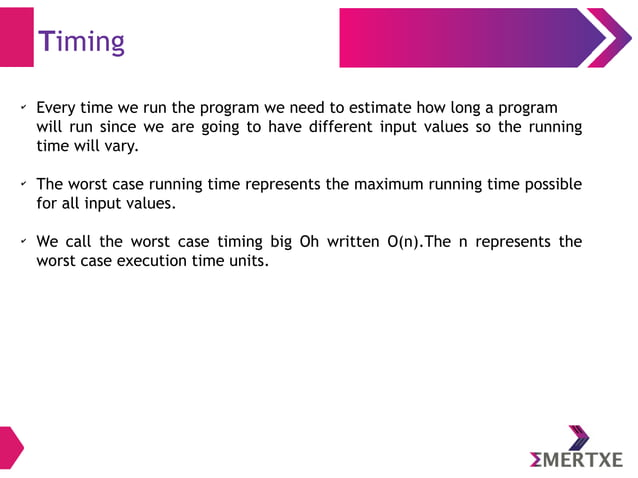 Timing
✔ Every time we run the program we need to estimate how long a program
will run since we are going to have different input values so the running
time will vary.
✔ The worst case running time represents the maximum running time possible
for all input values.
✔ We call the worst case timing big Oh written O(n).The n represents the
worst case execution time units.
ΣMERTXE